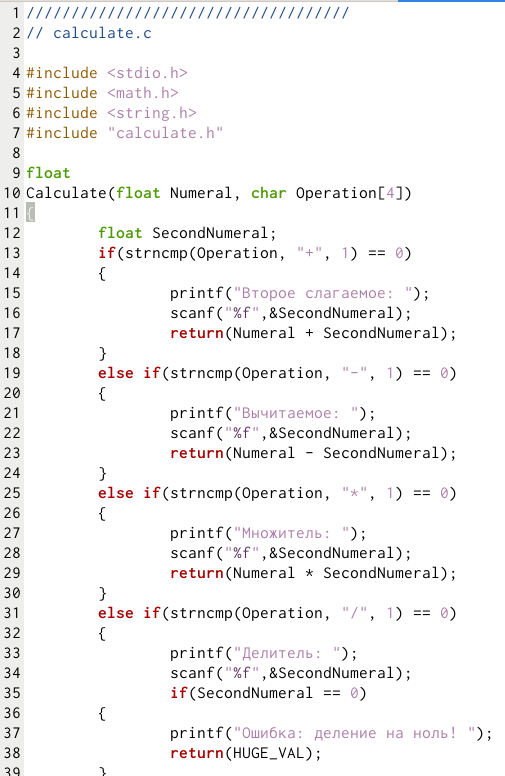 1 ////////////////////////////////////
2 // calculate.c
3
4 #include <stdio.h>
5 #include <math.h>
6 #include <string.h>
7 #include "calculate.h"
8
9 float
10 Calculate(float Numeral, char Operation[4])
11 {
12 float SecondNumeral;
13 if(strncmp(Operation, "+", 1) == 0)
14 {
15 printf("Второе слагаемое: ");
16 scanf("%f",&SecondNumeral);
17 return(Numeral + SecondNumeral);
18 }
19 else if(strncmp(Operation, "-", 1) == 0)
20 {
21 printf("Вычитаемое: ");
22 scanf("%f",&SecondNumeral);
23 return(Numeral - SecondNumeral);
24 }
25 else if(strncmp(Operation, "*", 1) == 0)
26 {
27 printf("Множитель: ");
28 scanf("%f",&SecondNumeral);
29 return(Numeral * SecondNumeral);
30 }
31 else if(strncmp(Operation, "/", 1) == 0)
32 {
33 printf("Делитель: ");
34 scanf("%f",&SecondNumeral);
35 if(SecondNumeral == 0)
36 {
37 printf("Ошибка: деление на ноль! ");
38 return(HUGE_VAL);
39 }